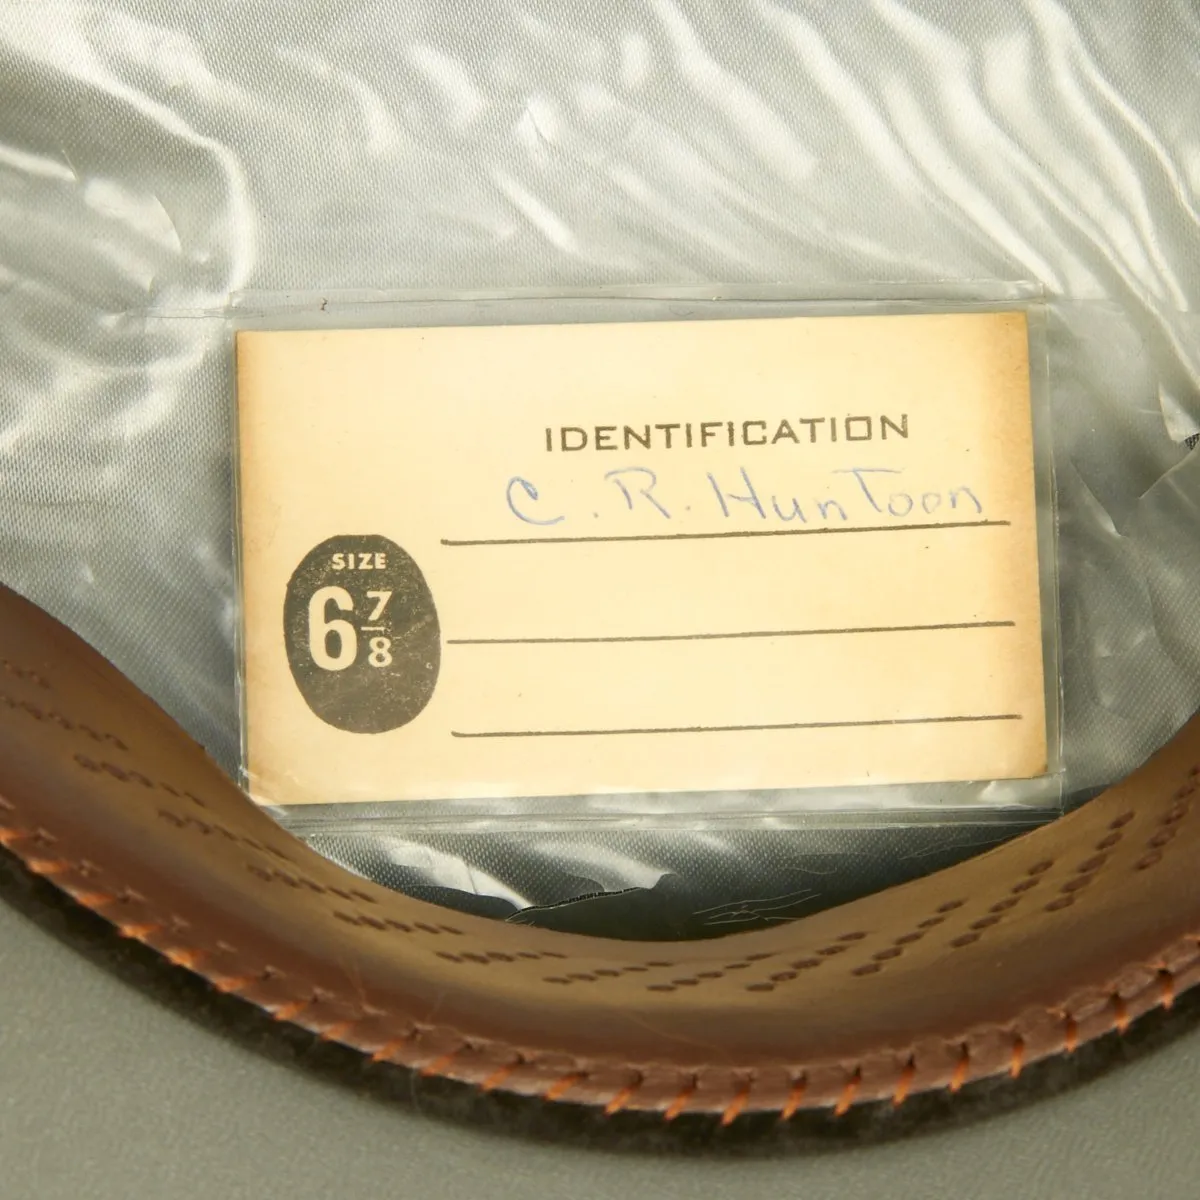 IDENTIFICATION
C. R. HunToon
SIZE
6 7/8